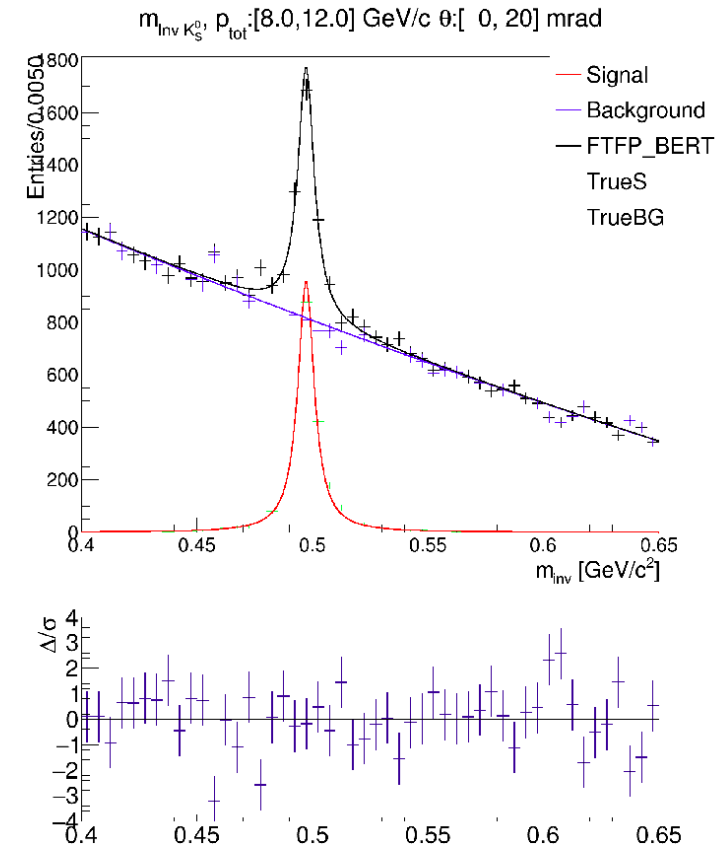 m_{Inv K_S^0}, p_{tot}:[8.0,12.0] GeV/c θ:[ 0, 20] mrad
Entries/0.0050
1800
1600
1400
1200
1000
800
600
400
200
0
Signal
Background
FTFP_BERT
TrueS
TrueBG
0.4 0.45 0.5 0.55 0.6 0.65
m_{inv} [GeV/c^2]
Δ/σ
4
3
2
1
0
−1
−2
−3
−4
0.4 0.45 0.5 0.55 0.6 0.65